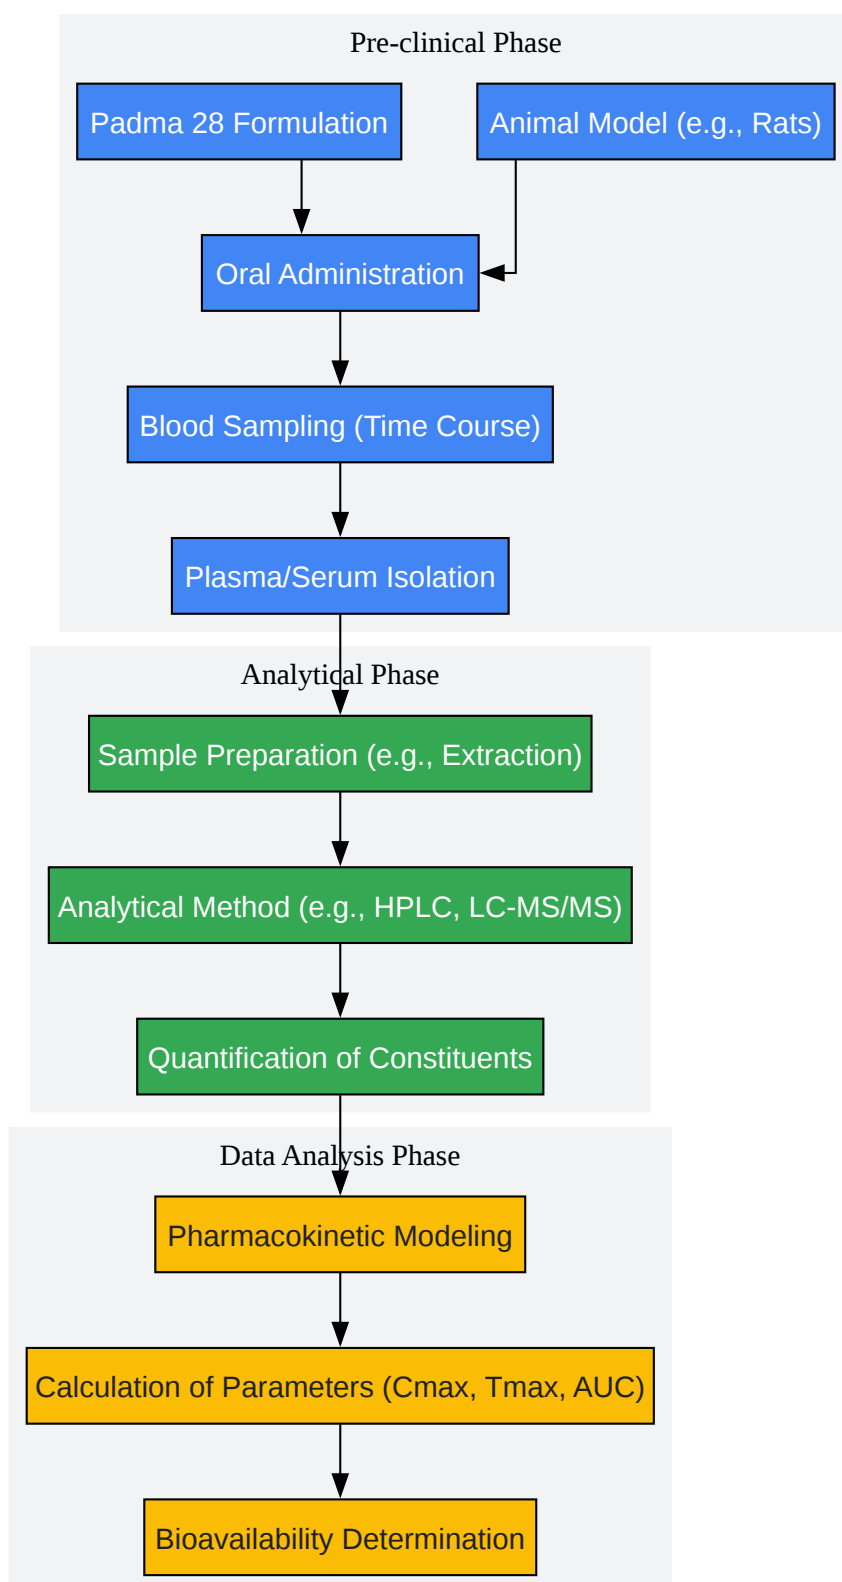 Pre-clinical Phase
Padma 28 Formulation
Animal Model (e.g., Rats)
Oral Administration
Blood Sampling (Time Course)
Plasma/Serum Isolation
Analytical Phase
Sample Preparation (e.g., Extraction)
Analytical Method (e.g., HPLC, LC-MS/MS)
Quantification of Constituents
Data Analysis Phase
Pharmacokinetic Modeling
Calculation of Parameters (Cmax, Tmax, AUC)
Bioavailability Determination